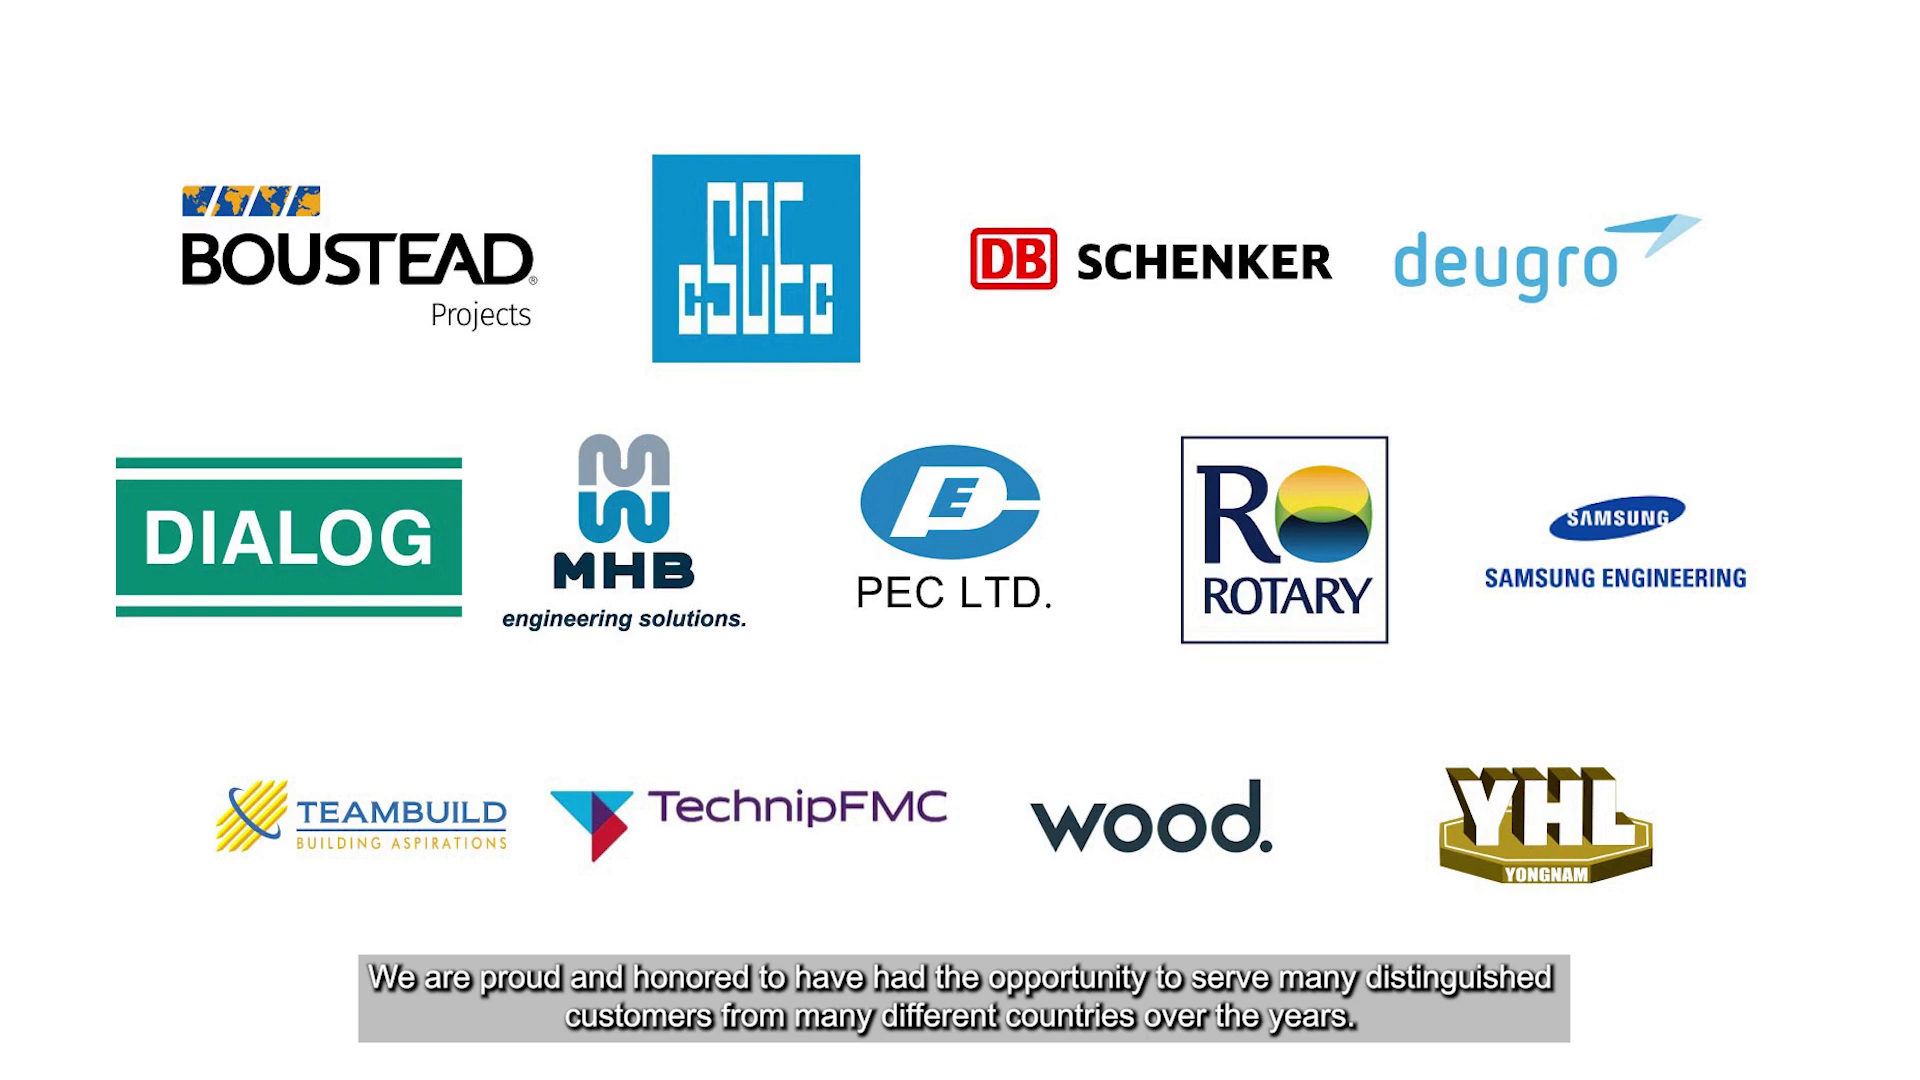 BOUSTEAD®
Projects
cSCEc
DB SCHENKER
deugro
DIALOG
MHB
engineering solutions.
PEC
PEC LTD.
RO
ROTARY
SAMSUNG
SAMSUNG ENGINEERING
TEAMBUILD
BUILDING ASPIRATIONS
TechnipFMC
wood.
YHL
YONGNAM
We are proud and honored to have had the opportunity to serve many distinguished
customers from many different countries over the years.